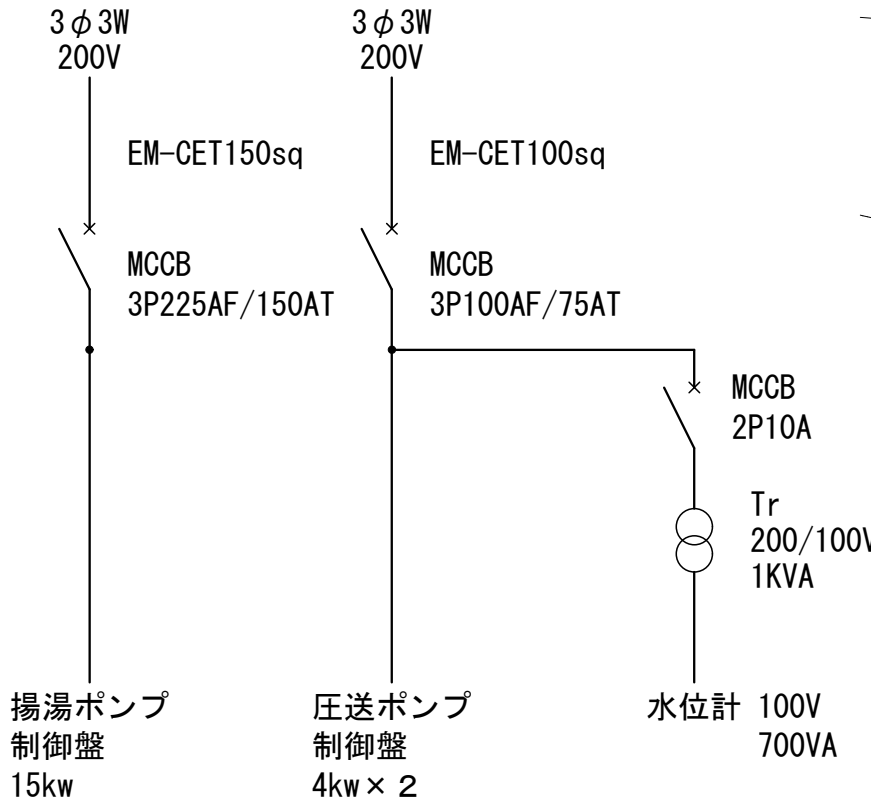 3φ3W
200V
3φ3W
200V
EM-CET150sq
EM-CET100sq
MCCB
3P225AF/150AT
MCCB
3P100AF/75AT
MCCB
2P10A
Tr
200/100V
1KVA
揚湯ポンプ
制御盤
15kw
圧送ポンプ
制御盤
4kw×2
水位計 100V
700VA